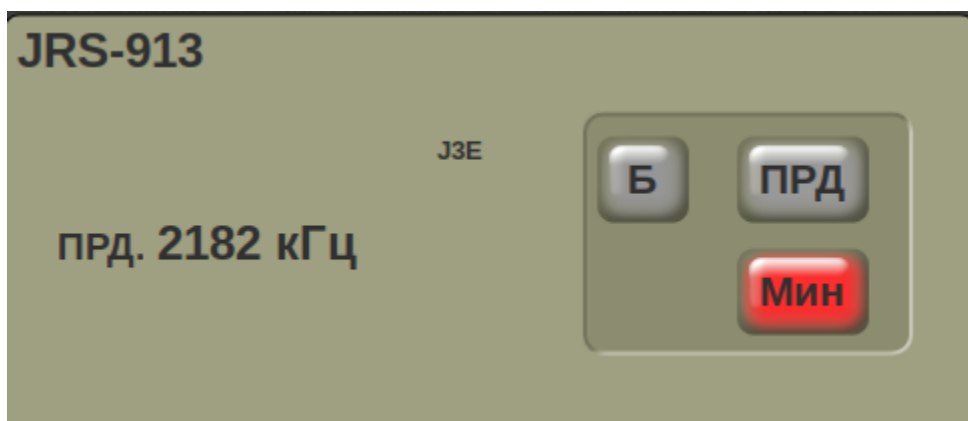 JRS-913
J3E
Б ПРД
ПРД. 2182 кГц
Мин